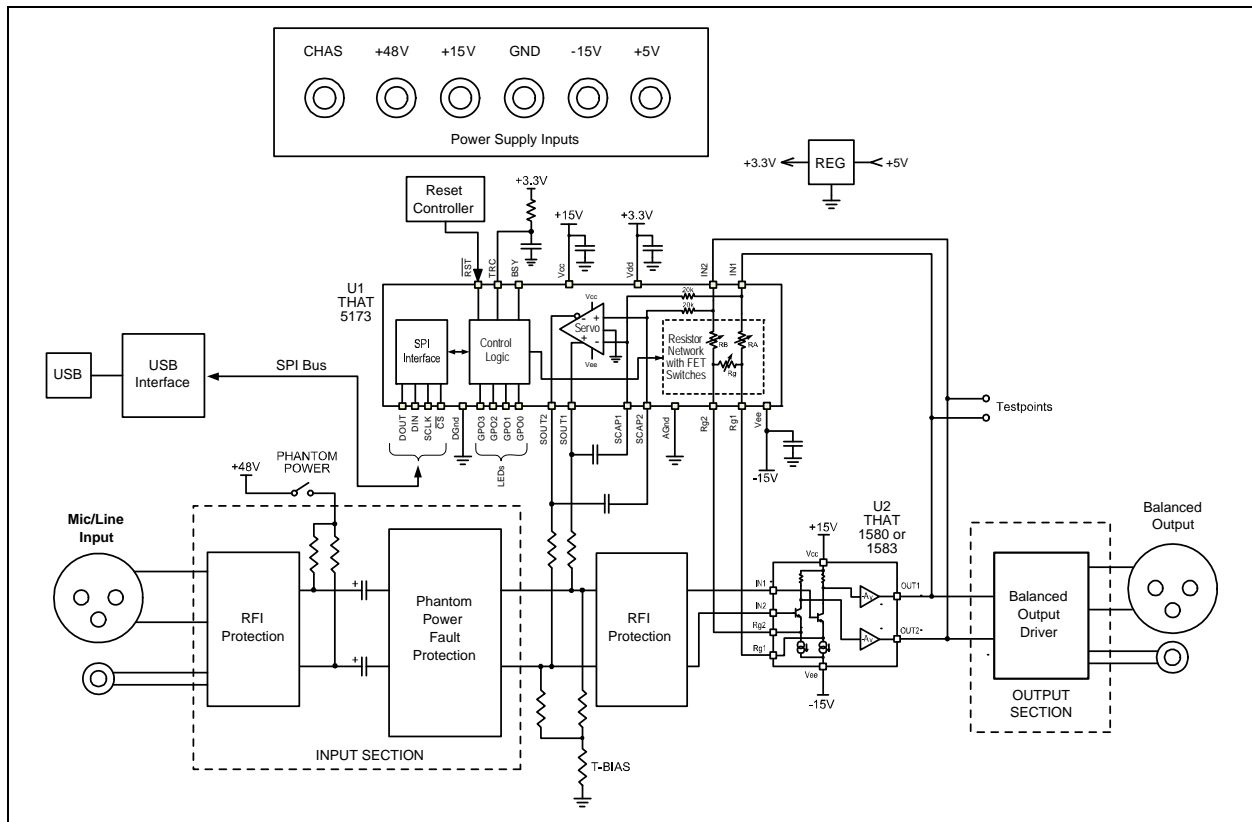 CHAS +48V +15V GND -15V +5V
Power Supply Inputs
+3.3V REG +5V
Reset
Controller
+3.3V
+15V
+3.3V
RST
TRC
BSY
Vcc
Vdd
IN2
IN1
U1
THAT
5173
SPI
Interface
Control
Logic
Vcc
- +
Servo
+ -
Vee
20k
20k
Resistor
Network
with FET
Switches
RB
RA
Rg
USB
USB
Interface
SPI Bus
DOUT
DIN
SCLK
CS
DGnd
GPO3
GPO2
GPO1
GPO0
LEDs
SOUT2
SOUT1
SCAP1
SCAP2
AGnd
Rg2
Rg1
Vee
-15V
Testpoints
+48V
PHANTOM
POWER
Mic/Line
Input
RFI
Protection
+
+
Phantom
Power
Fault
Protection
INPUT SECTION
RFI
Protection
T-BIAS
U2
THAT
1580 or
1583
+15V
Vcc
IN1
IN2
Rg2
Rg1
-Av
-Av
OUT1
OUT2
Vee
-15V
Balanced
Output
Driver
OUTPUT
SECTION
Balanced
Output